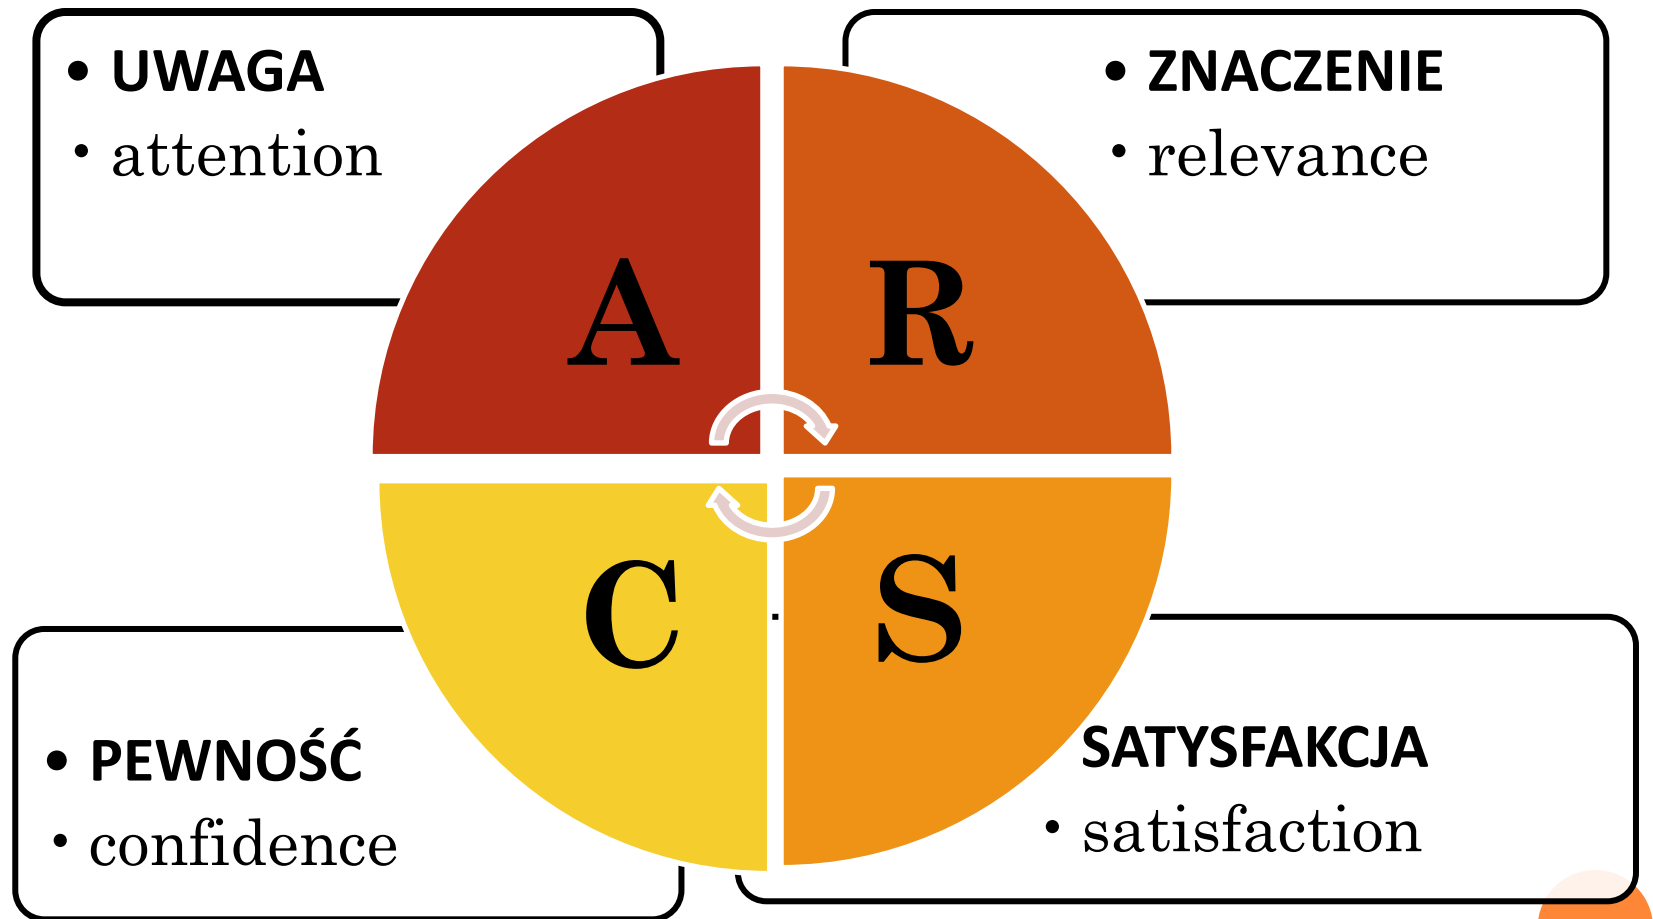 • UWAGA
• attention
• ZNACZENIE
• relevance
A
R
C
S
• PEWNOŚĆ
• confidence
SATYSFAKCJA
• satisfaction